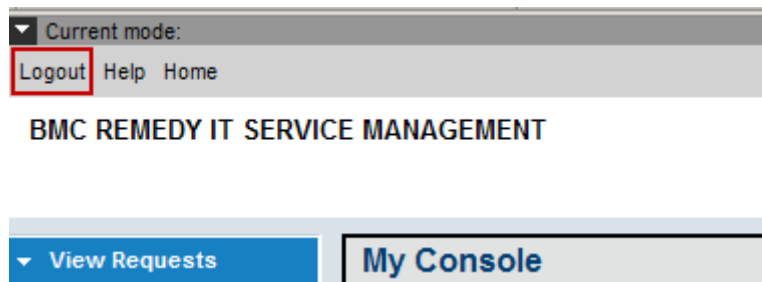 Current mode:
Logout Help Home
BMC REMEDY IT SERVICE MANAGEMENT
View Requests
My Console